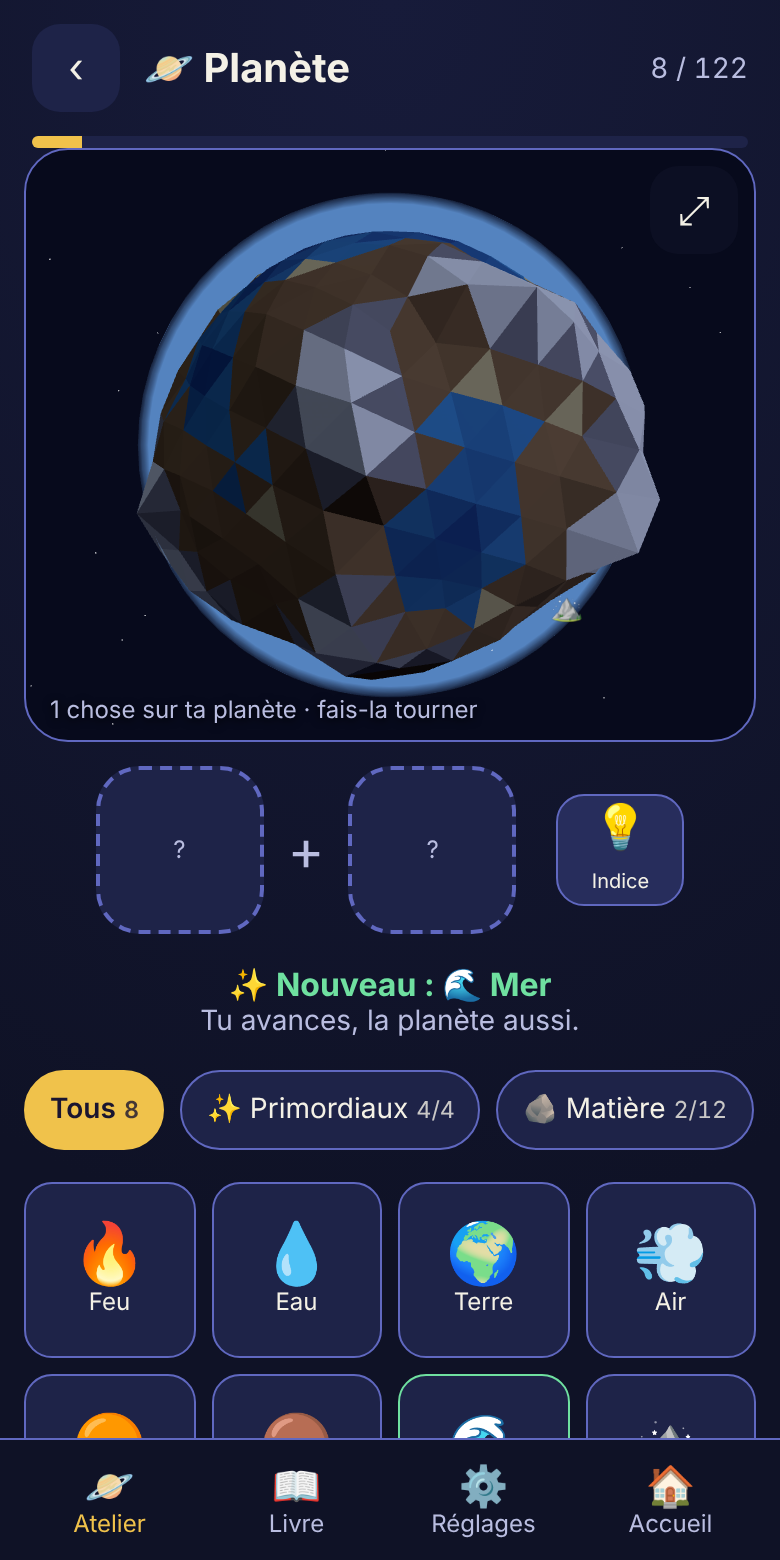 ‹ 🪐 Planète 8 / 122
1 chose sur ta planète · fais-la tourner
? + ?
Indice
✨ Nouveau : 🌊 Mer
Tu avances, la planète aussi.
Tous 8 ✨ Primordiaux 4/4 Matière 2/12
Feu Eau Terre Air
Atelier Livre Réglages Accueil